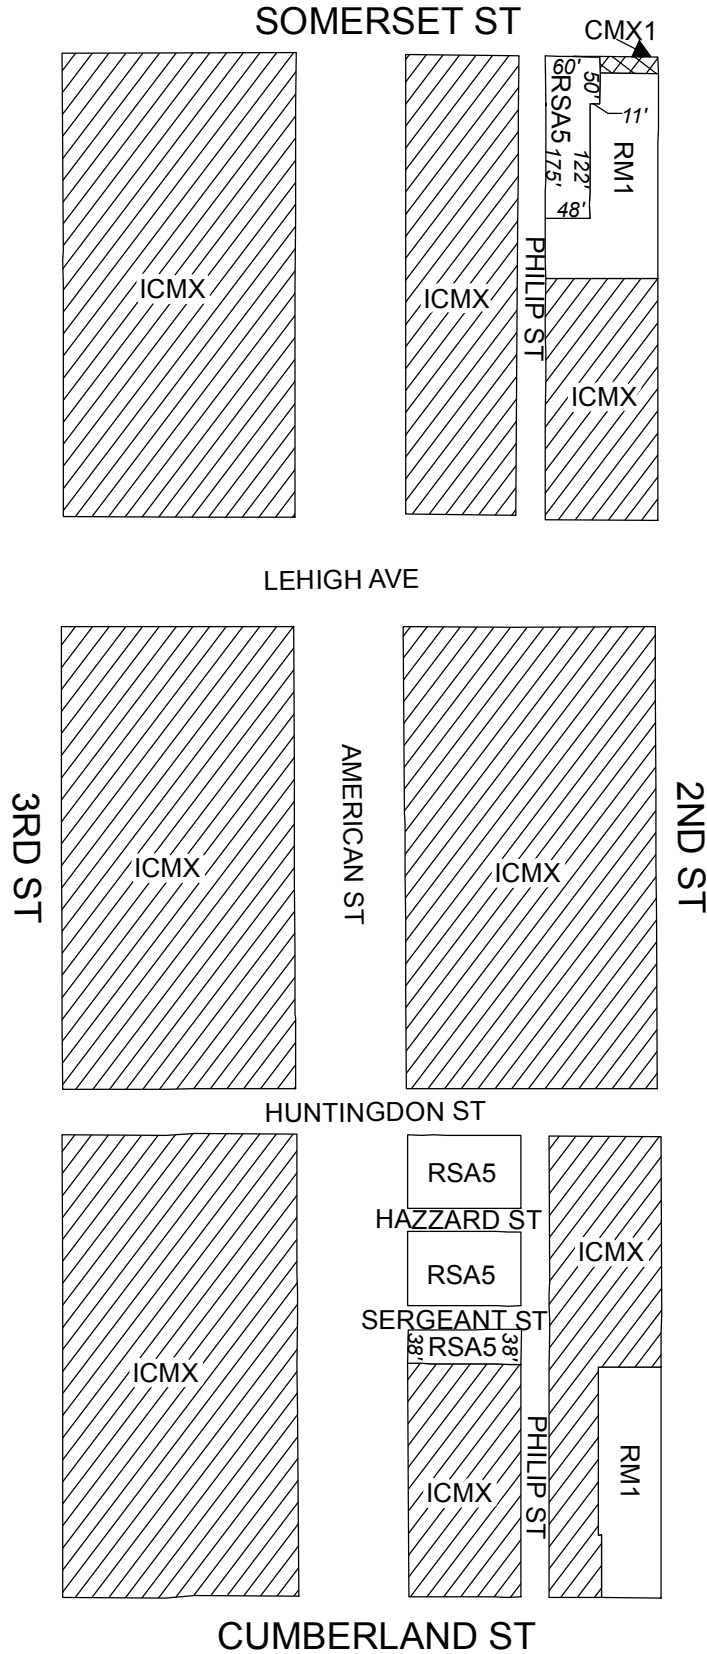 SOMERSET ST
CMX1
60'
50'
RSA5
11'
RM1
122'
175'
48'
PHILIP ST
ICMX
ICMX
ICMX
LEHIGH AVE
AMERICAN ST
3RD ST
2ND ST
ICMX
ICMX
HUNTINGDON ST
RSA5
HAZZARD ST
ICMX
RSA5
SERGEANT ST
38'
RSA5
38'
ICMX
PHILIP ST
RM1
ICMX
CUMBERLAND ST